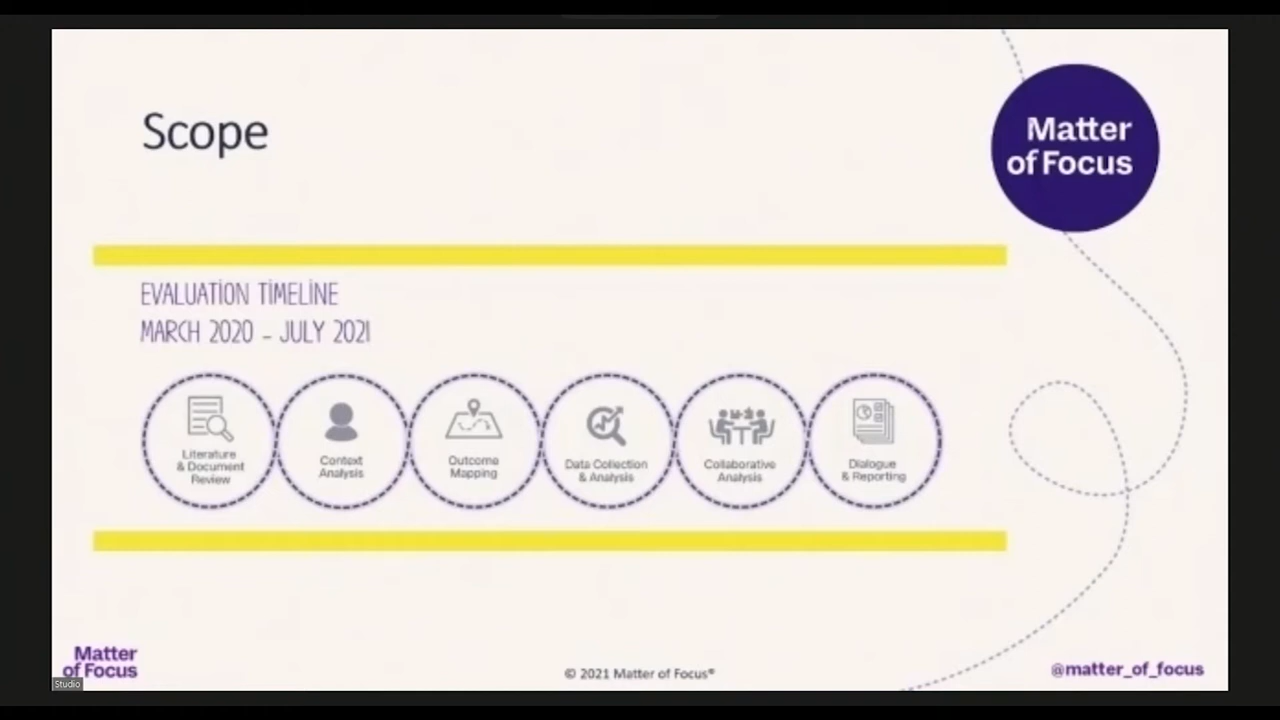 Scope
Matter
of Focus
EVALUATION TIMELINE
MARCH 2020 – JULY 2021
Literature
& Document
Review
Context
Analysis
Outcome
Mapping
Data Collection
& Analysis
Collaborative
Analysis
Dialogue
& Reporting
Matter
of Focus
Studio
© 2021 Matter of Focus®
@matter_of_focus